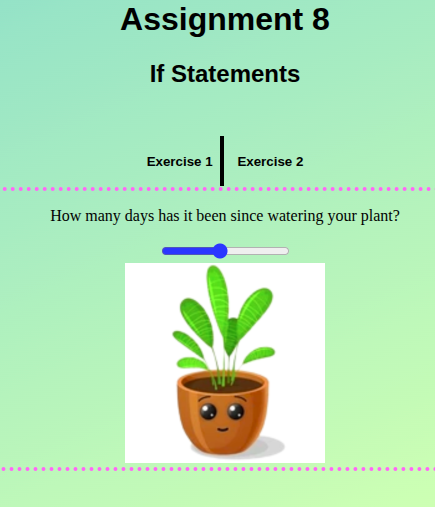 Assignment 8
If Statements
Exercise 1 Exercise 2
How many days has it been since watering your plant?